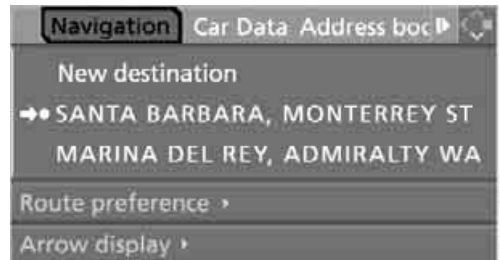 Navigation Car Data Address boc
New destination
SANTA BARBARA, MONTERREY ST
MARINA DEL REY, ADMIRALTY WA
Route preference
Arrow display